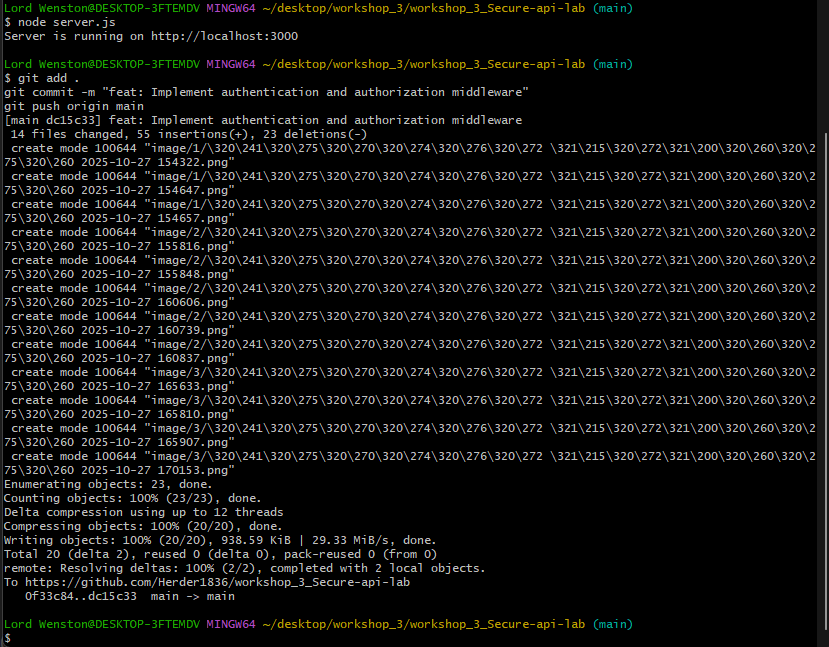 Lord Wenston@DESKTOP-3FTEMDV MINGW64 ~/desktop/workshop_3/workshop_3_Secure-api-lab (main)
$ node server.js
Server is running on http://localhost:3000
Lord Wenston@DESKTOP-3FTEMDV MINGW64 ~/desktop/workshop_3/workshop_3_Secure-api-lab (main)
$ git add .
git commit -m "feat: Implement authentication and authorization middleware"
git push origin main
[main dc15c33] feat: Implement authentication and authorization middleware
 14 files changed, 55 insertions(+), 23 deletions(-)
 create mode 100644 "image/1/\320\241\320\275\320\270\320\274\320\276\320\272 \321\215\320\272\321\200\320\260\320\2
75\320\260 2025-10-27 154322.png"
 create mode 100644 "image/1/\320\241\320\275\320\270\320\274\320\276\320\272 \321\215\320\272\321\200\320\260\320\2
75\320\260 2025-10-27 154647.png"
 create mode 100644 "image/1/\320\241\320\275\320\270\320\274\320\276\320\272 \321\215\320\272\321\200\320\260\320\2
75\320\260 2025-10-27 154657.png"
 create mode 100644 "image/2/\320\241\320\275\320\270\320\274\320\276\320\272 \321\215\320\272\321\200\320\260\320\2
75\320\260 2025-10-27 155816.png"
 create mode 100644 "image/2/\320\241\320\275\320\270\320\274\320\276\320\272 \321\215\320\272\321\200\320\260\320\2
75\320\260 2025-10-27 155848.png"
 create mode 100644 "image/2/\320\241\320\275\320\270\320\274\320\276\320\272 \321\215\320\272\321\200\320\260\320\2
75\320\260 2025-10-27 160606.png"
 create mode 100644 "image/2/\320\241\320\275\320\270\320\274\320\276\320\272 \321\215\320\272\321\200\320\260\320\2
75\320\260 2025-10-27 160739.png"
 create mode 100644 "image/2/\320\241\320\275\320\270\320\274\320\276\320\272 \321\215\320\272\321\200\320\260\320\2
75\320\260 2025-10-27 160837.png"
 create mode 100644 "image/3/\320\241\320\275\320\270\320\274\320\276\320\272 \321\215\320\272\321\200\320\260\320\2
75\320\260 2025-10-27 165633.png"
 create mode 100644 "image/3/\320\241\320\275\320\270\320\274\320\276\320\272 \321\215\320\272\321\200\320\260\320\2
75\320\260 2025-10-27 165810.png"
 create mode 100644 "image/3/\320\241\320\275\320\270\320\274\320\276\320\272 \321\215\320\272\321\200\320\260\320\2
75\320\260 2025-10-27 165907.png"
 create mode 100644 "image/3/\320\241\320\275\320\270\320\274\320\276\320\272 \321\215\320\272\321\200\320\260\320\2
75\320\260 2025-10-27 170153.png"
Enumerating objects: 23, done.
Counting objects: 100% (23/23), done.
Delta compression using up to 12 threads
Compressing objects: 100% (20/20), done.
Writing objects: 100% (20/20), 938.59 KiB | 29.33 MiB/s, done.
Total 20 (delta 2), reused 0 (delta 0), pack-reused 0 (from 0)
remote: Resolving deltas: 100% (2/2), completed with 2 local objects.
To https://github.com/Herder1836/workshop_3_Secure-api-lab
   0f33c84..dc15c33  main -> main
Lord Wenston@DESKTOP-3FTEMDV MINGW64 ~/desktop/workshop_3/workshop_3_Secure-api-lab (main)
$